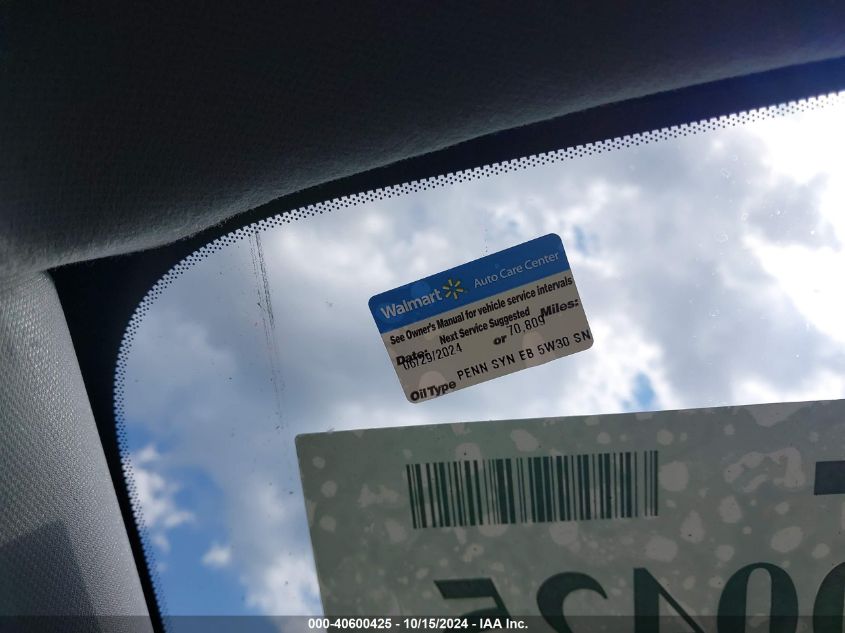 Walmart Auto Care Center
See Owner's Manual for vehicle service intervals
Next Service Suggested
Date: or Miles:
06/29/2024 70,809
Oil Type PENN SYN EB 5W30 SN
000-40600425 - 10/15/2024 - IAA Inc.